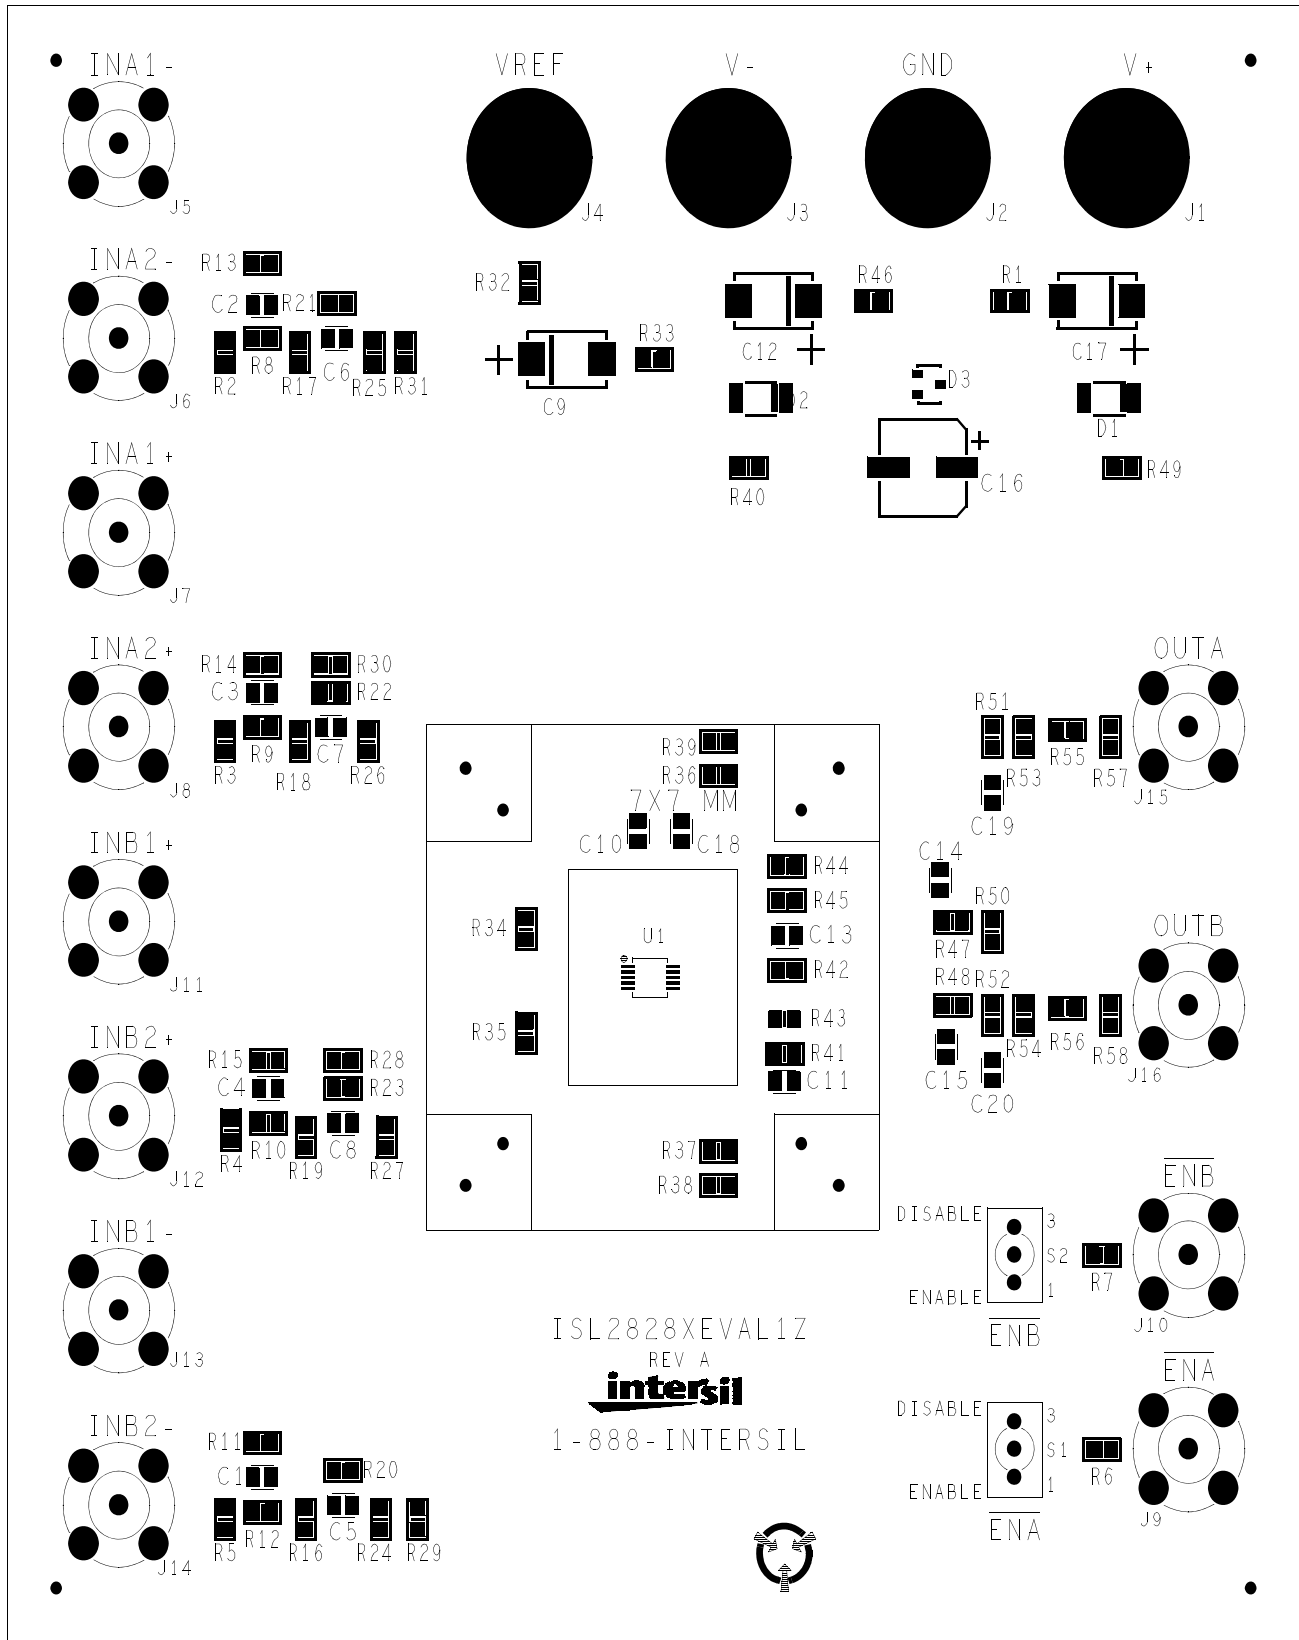 INA1-
VREF
V-
GND
V+
J5
J4
J3
J2
J1
INA2-
R13
R32
R46
R1
C2
R21
R33
C12
C17
R2
R8
R17
C6
R25
R31
J6
C9
D3
D1
INA1+
R40
C16
R49
J7
INA2+
OUTA
R14
R30
C3
R22
R3
R9
R18
C7
R26
J8
R39
R36
7X7 MM
C10
C18
R51
R53
R55
R57
J15
C19
INB1+
R44
C14
R34
R45
R50
OUTB
U1
C13
R47
R42
J11
R48
R52
INB2+
R35
R43
R15
R28
R41
R54
R56
R58
J16
C4
R23
C11
C15
C20
R4
R10
R19
C8
R27
J12
R37
R38
ENB
INB1-
DISABLE
3
S2
R7
ENABLE
1
J10
ENB
J13
ISL2828XEVAL1Z
REV A
intersil
1-888-INTERSIL
ENA
INB2-
DISABLE
3
R11
S1
R6
C1
R20
ENABLE
1
J9
ENA
R5
R12
R16
C5
R24
R29
J14